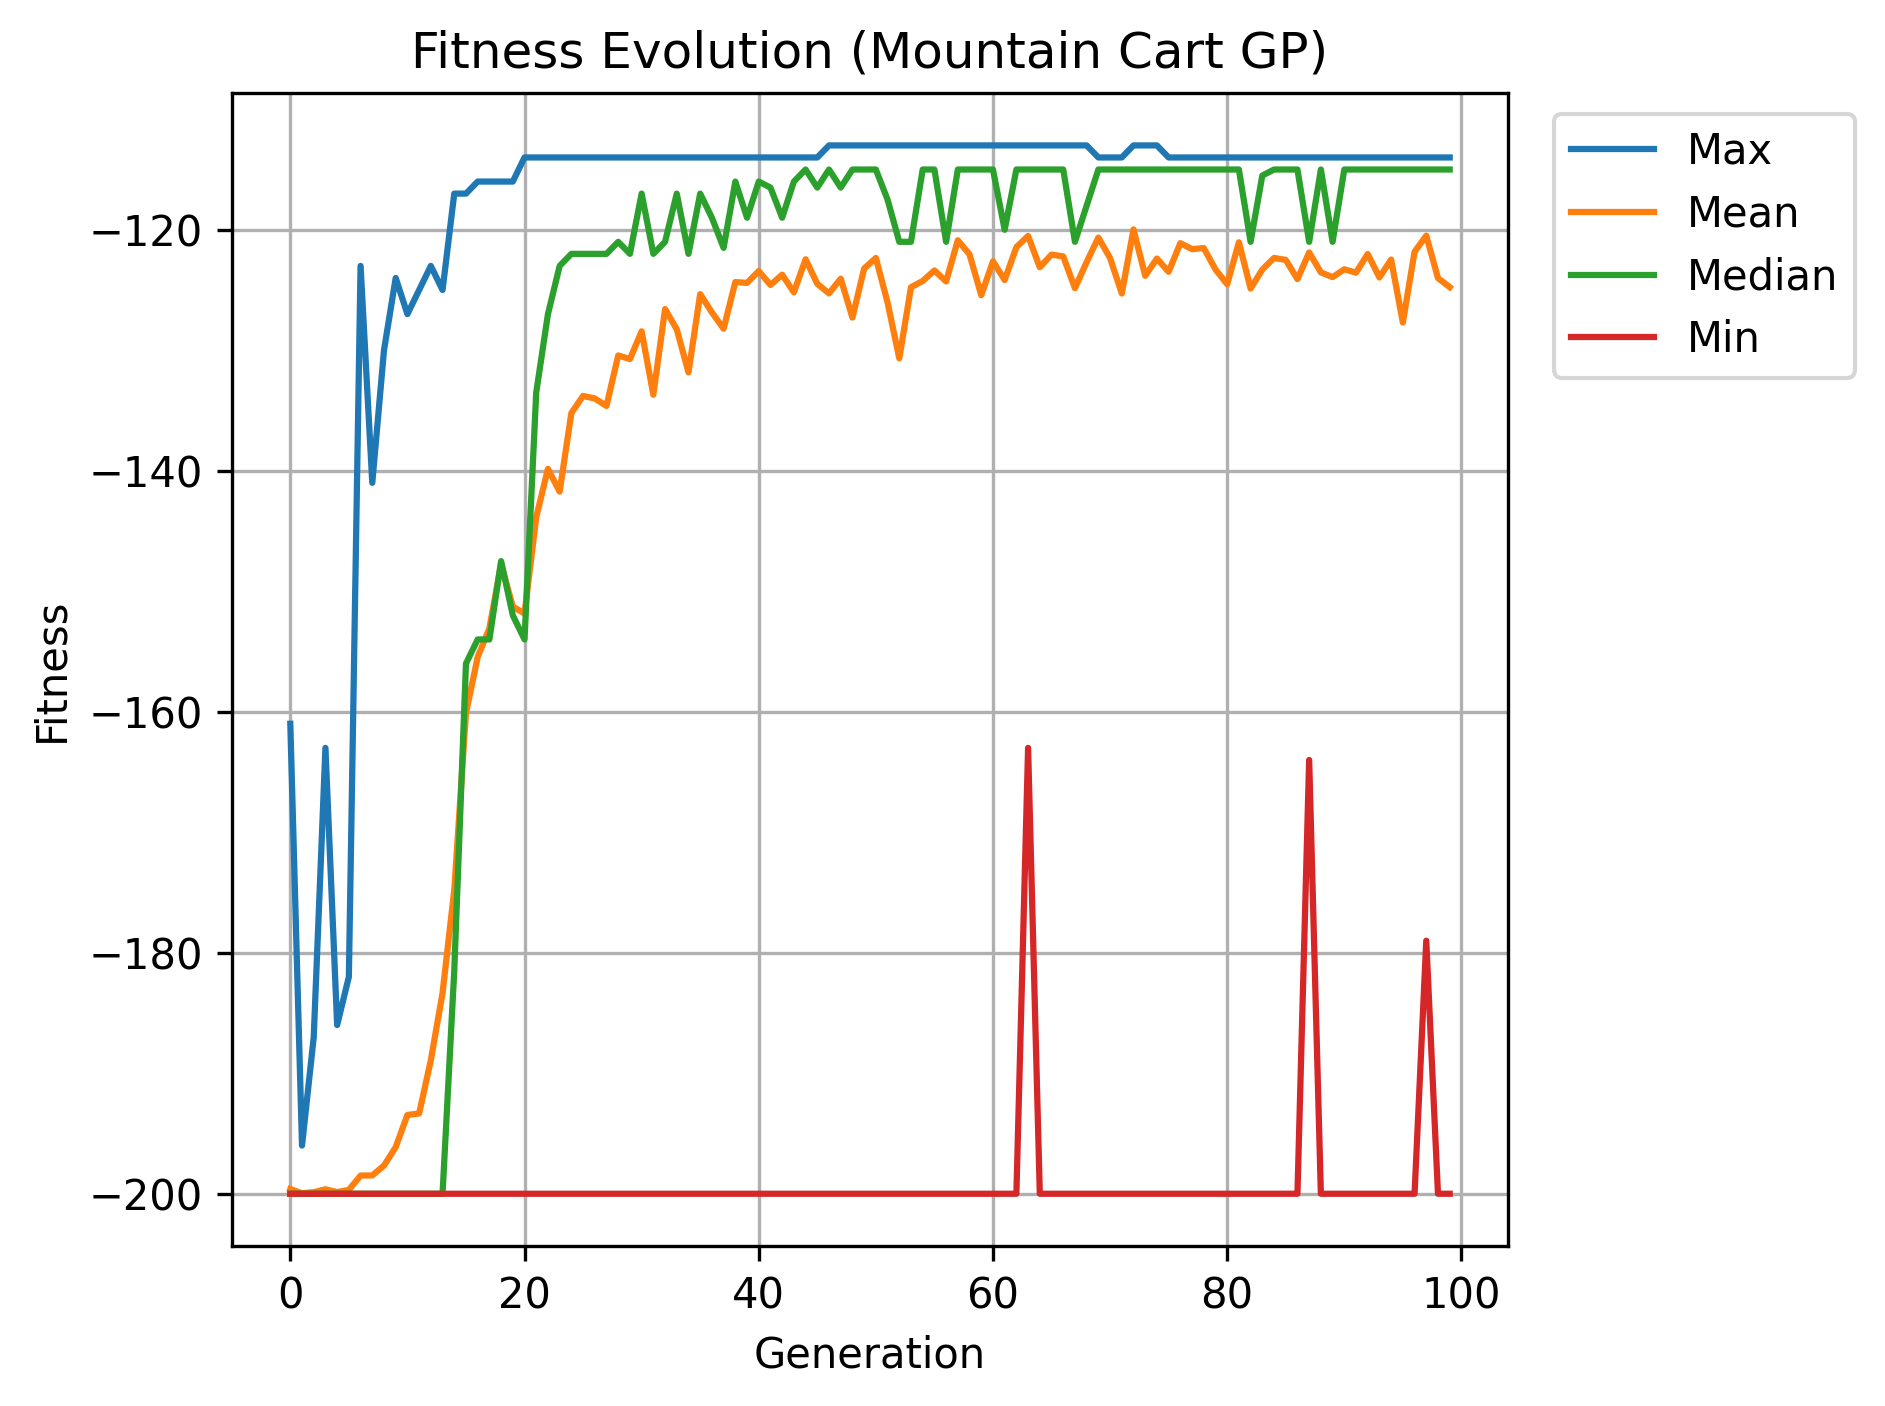 Fitness Evolution (Mountain Cart GP)
Max
Mean
Median
Min
−120
−140
−160
−180
−200
Fitness
0 20 40 60 80 100
Generation